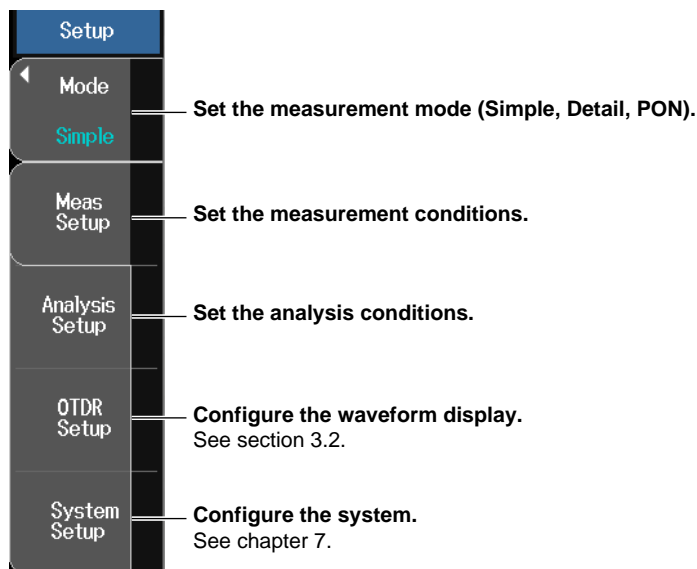 Setup
Mode
Simple
Set the measurement mode (Simple, Detail, PON).
Meas
Setup
Set the measurement conditions.
Analysis
Setup
Set the analysis conditions.
OTDR
Setup
Configure the waveform display.
See section 3.2.
System
Setup
Configure the system.
See chapter 7.